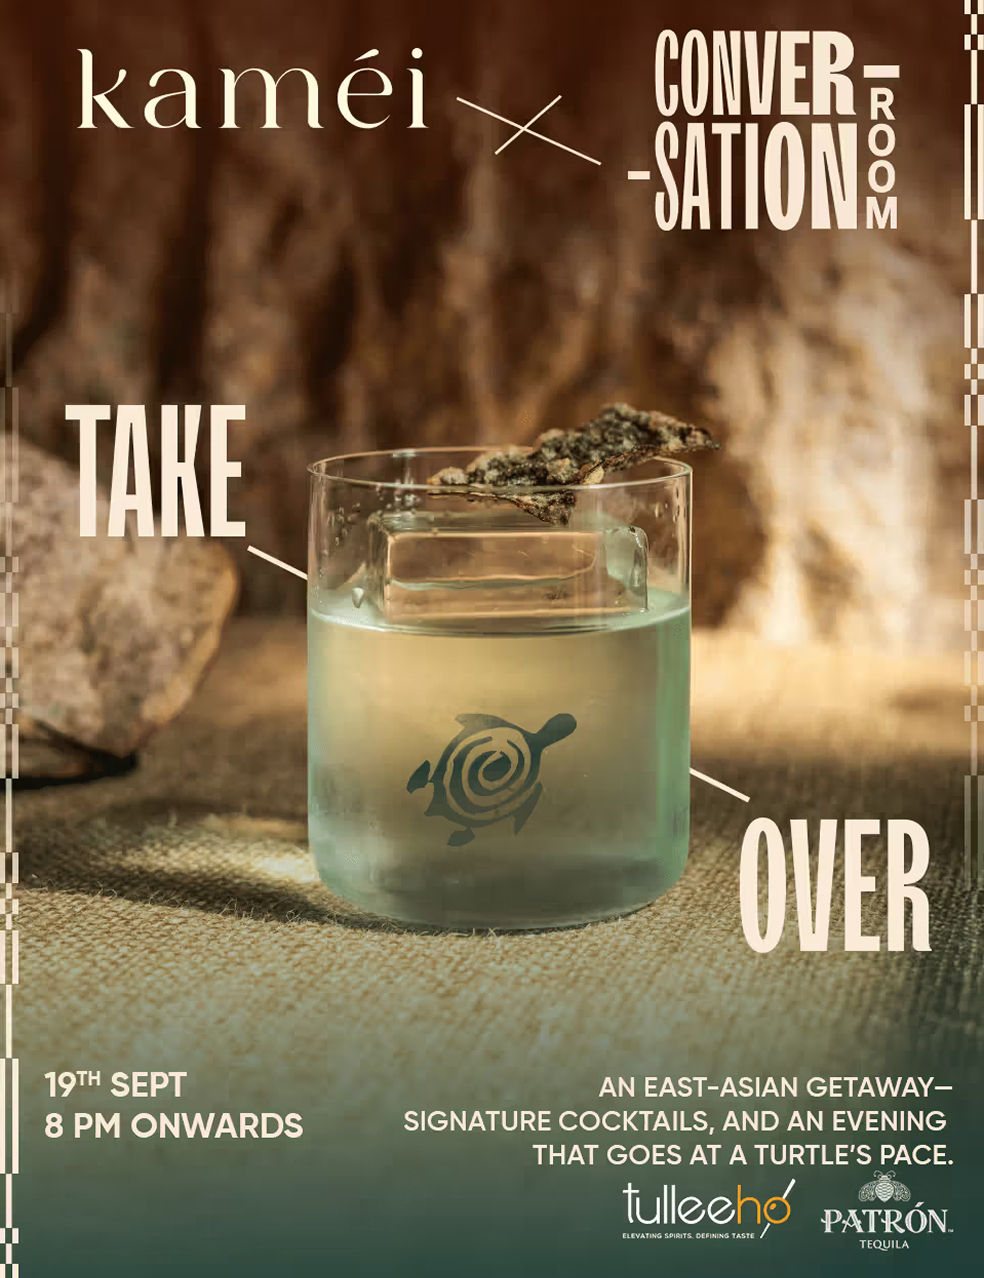 kaméi
CONVER-
-SATION
ROOM
TAKE
OVER
19TH SEPT
8 PM ONWARDS
AN EAST-ASIAN GETAWAY—
SIGNATURE COCKTAILS, AND AN EVENING
THAT GOES AT A TURTLE'S PACE.
tulleeho
ELEVATING SPIRITS. DEFINING TASTE
PATRÓN™
TEQUILA